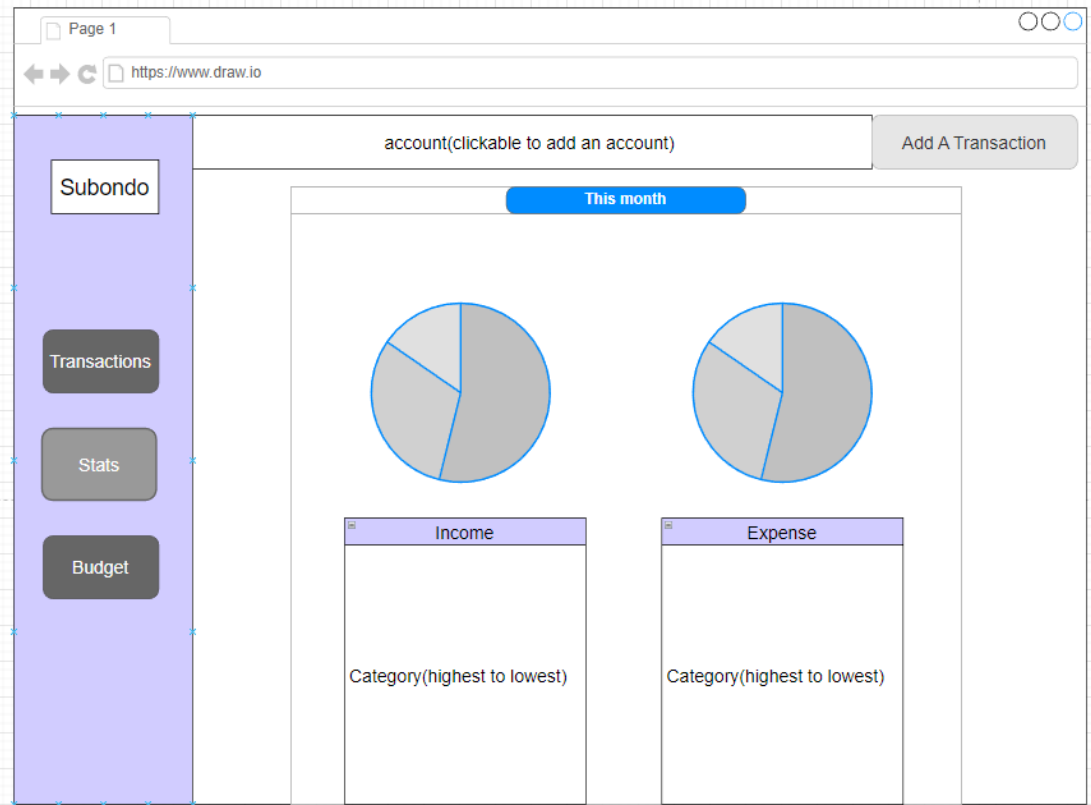 Page 1
https://www.draw.io
account(clickable to add an account)
Add A Transaction
Subondo
This month
Transactions
Stats
Budget
Income
Expense
Category(highest to lowest)
Category(highest to lowest)